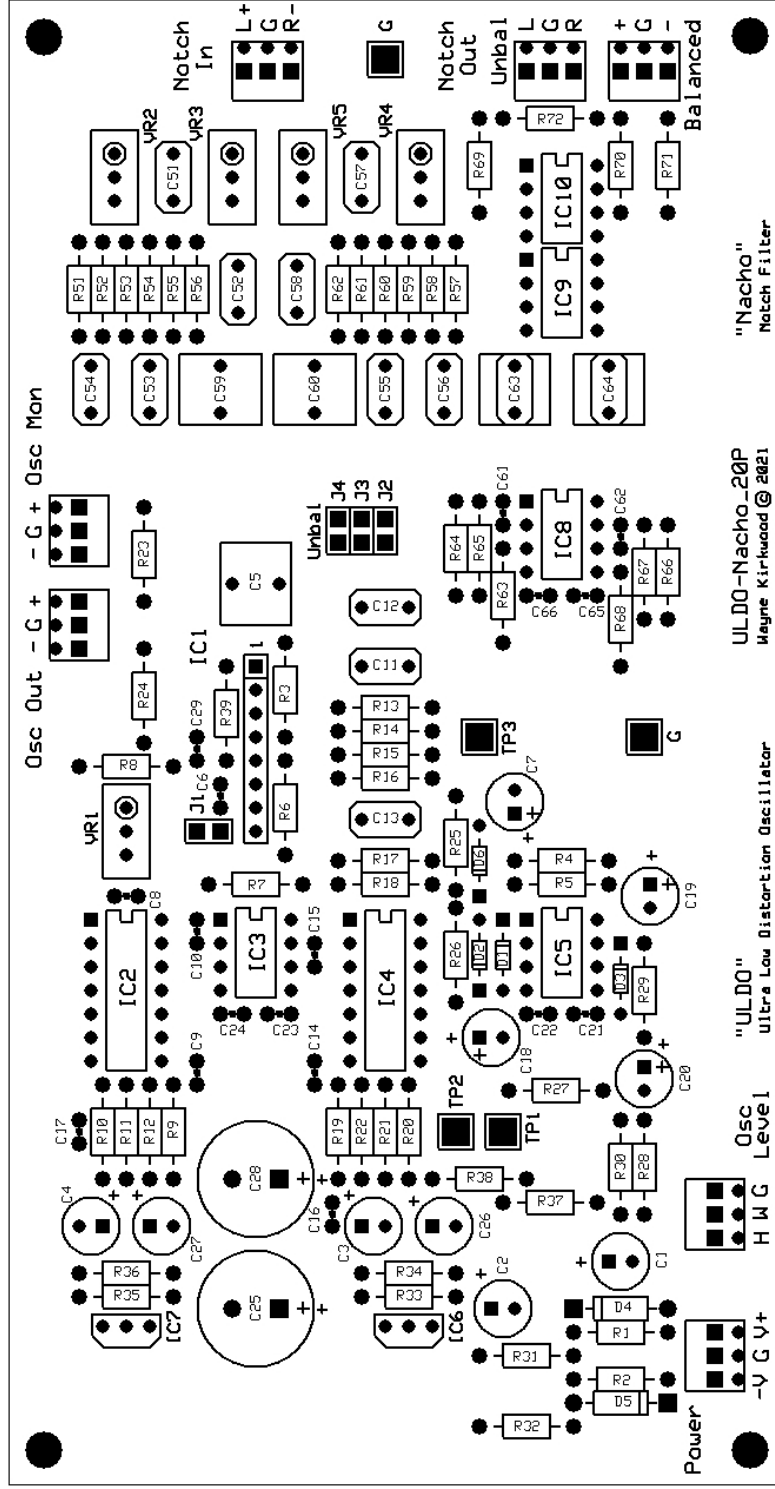 Notch
In
L+
G
R-
G
Notch
Out
Unbal
L
G
R
+
G
-
Balanced
VR2
VR3
VR5
VR4
C51
C57
R69
R72
R70
R71
IC10
IC9
R51
R52
R53
R54
R55
R56
C52
C58
R62
R61
R60
R59
R58
R57
C54
C53
C59
C60
C55
C56
C63
C64
"Nacho"
Notch Filter
Osc Mon
- G +
Osc Out
- G +
R23
R24
R8
VR1
IC1
C5
1
R39
R3
R6
C29
C6
J1
Unbal
J4
J3
J2
C12
C11
R13
R14
R15
R16
C13
R17
R18
R64
R65
R63
C61
IC8
C62
C66
C65
R68
R67
R66
ULDO-Nacho_20P
Wayne Kirkwood © 2021
TP3
G
C7
+
R25
D6
R4
R5
C19
+
R26
D2
D1
IC5
C22
C21
D3
R29
C18
+
C20
+
R27
C8
IC2
R7
C10
IC3
C15
C24
C23
C9
C14
IC4
"ULDO"
Ultra Low Distortion Oscillator
C17
R10
R11
R12
R9
R19
R22
R21
R20
TP2
TP1
R38
R37
R30
R28
Osc
Level
H W G
C4
+
C27
+
C28
+
C16
C3
+
C26
+
C2
+
C1
+
R36
R35
IC7
C25
+
R34
R33
IC6
R31
R32
D4
R1
R2
D5
Power
-V G V+